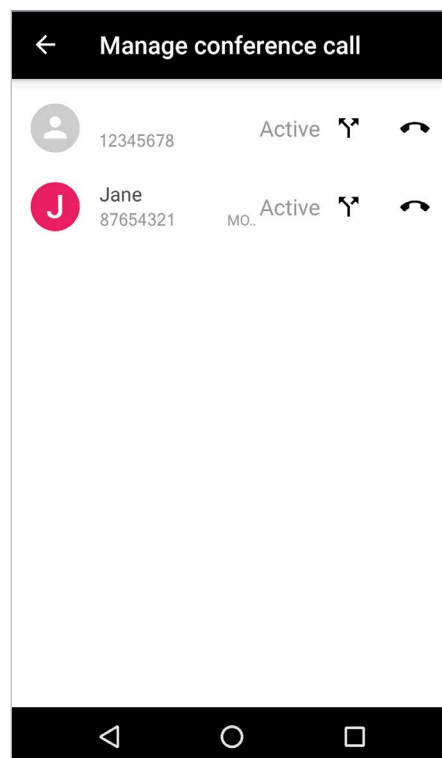 Manage conference call
12345678 Active
Jane
87654321 MO.. Active
J